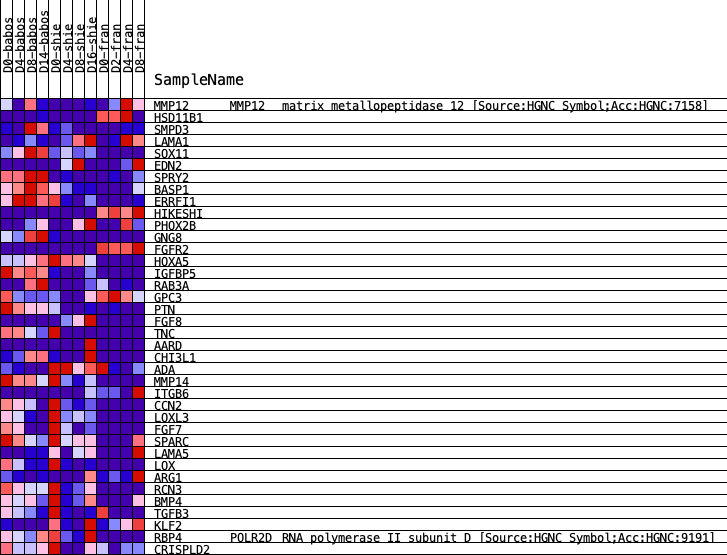 D0-babos
D4-babos
D8-babos
D14-babos
D0-shie
D4-shie
D8-shie
D16-shie
D0-fran
D2-fran
D4-fran
D8-fran
SampleName
MMP12 MMP12 matrix metallopeptidase 12 [Source:HGNC Symbol;Acc:HGNC:7158]
HSD11B1
SMPD3
LAMA1
SOX11
EDN2
SPRY2
BASP1
ERRFI1
HIKESHI
PHOX2B
GNG8
FGFR2
HOXA5
IGFBP5
RAB3A
GPC3
PTN
FGF8
TNC
AARD
CHI3L1
ADA
MMP14
ITGB6
CCN2
LOXL3
FGF7
SPARC
LAMA5
LOX
ARG1
RCN3
BMP4
TGFB3
KLF2
RBP4 POLR2D RNA polymerase II subunit D [Source:HGNC Symbol;Acc:HGNC:9191]
CRISPLD2